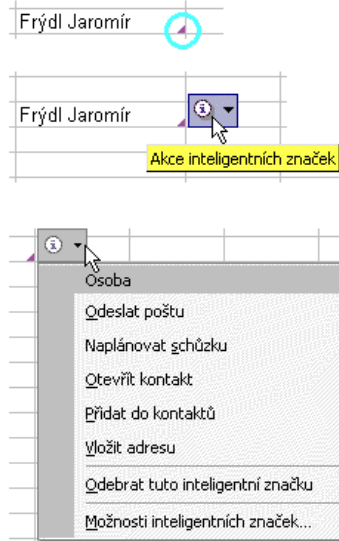 Frýdl Jaromír
Frýdl Jaromír
Akce inteligentních značek
Osoba
Odeslat poštu
Naplánovat schůzku
Otevřít kontakt
Přidat do kontaktů
Vložit adresu
Odebrat tuto inteligentní značku
Možnosti inteligentních značek...